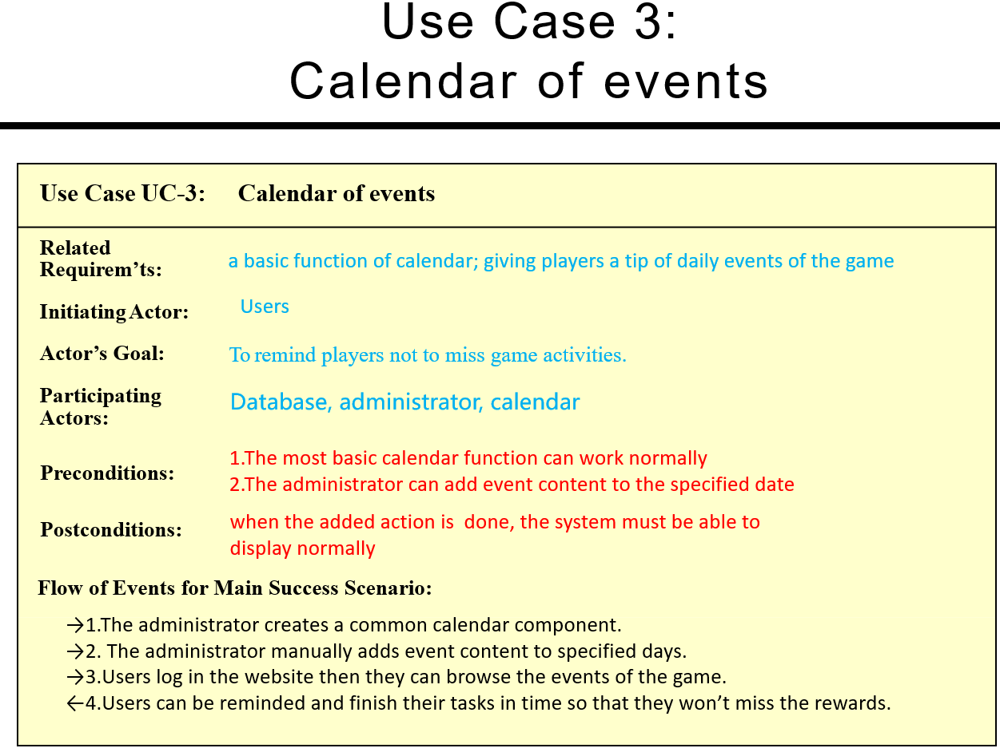 Use Case 3:
Calendar of events
Use Case UC-3: Calendar of events
Related
Requirem’ts: a basic function of calendar; giving players a tip of daily events of the game
Initiating Actor: Users
Actor’s Goal: To remind players not to miss game activities.
Participating
Actors: Database, administrator, calendar
Preconditions: 1.The most basic calendar function can work normally
2.The administrator can add event content to the specified date
Postconditions: when the added action is  done, the system must be able to
display normally
Flow of Events for Main Success Scenario:
→1.The administrator creates a common calendar component.
→2. The administrator manually adds event content to specified days.
→3.Users log in the website then they can browse the events of the game.
←4.Users can be reminded and finish their tasks in time so that they won’t miss the rewards.